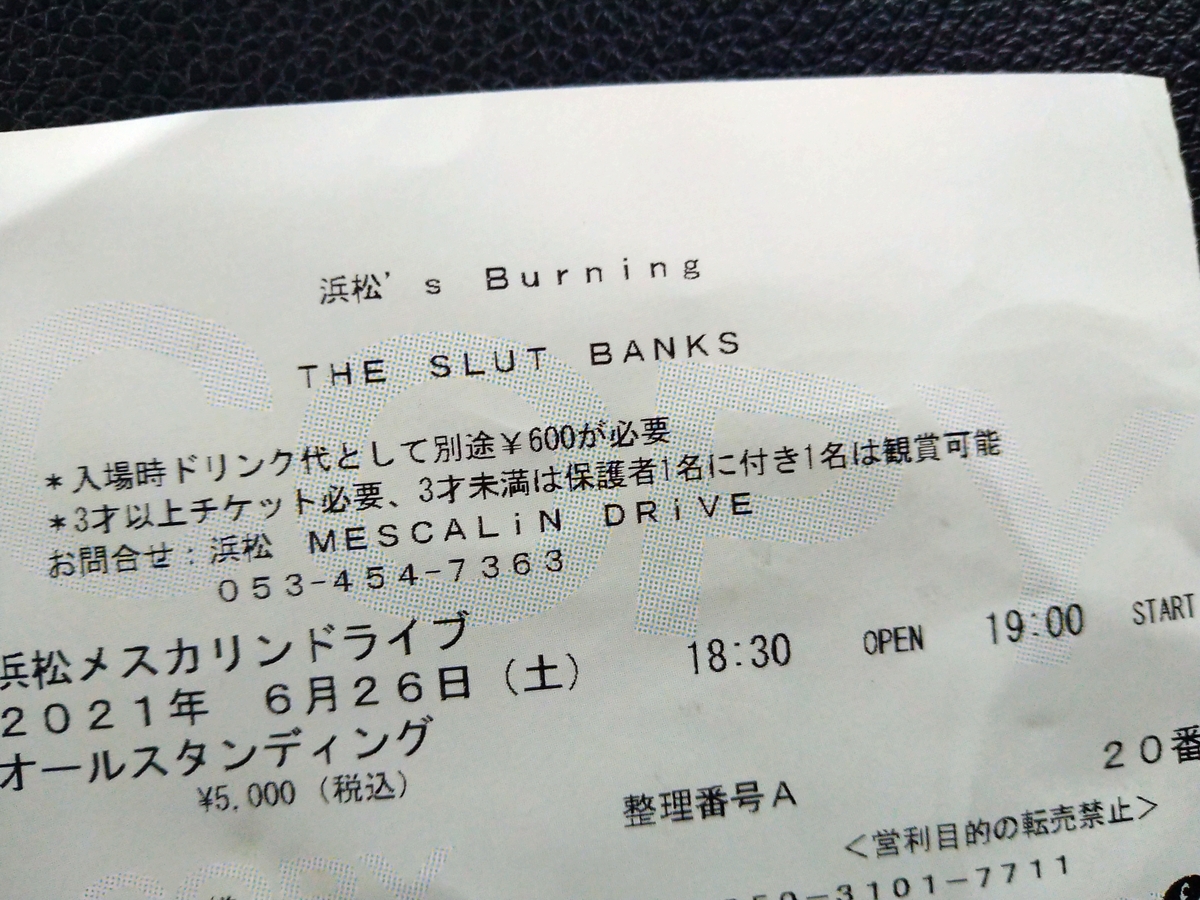 浜松's Burning
THE SLUT BANKS
*入場時ドリンク代として別途¥600が必要
*3才以上チケット必要、3才未満は保護者1名に付き1名は観賞可能
お問合せ:浜松 MESCALiN DRiVE
053-454-7363
浜松メスカリンドライブ 18:30 OPEN 19:00 START
2021年 6月26日(土)
オールスタンディング
¥5,000(税込) 整理番号A 20番
<営利目的の転売禁止>
3101-7711
COPY
COPY